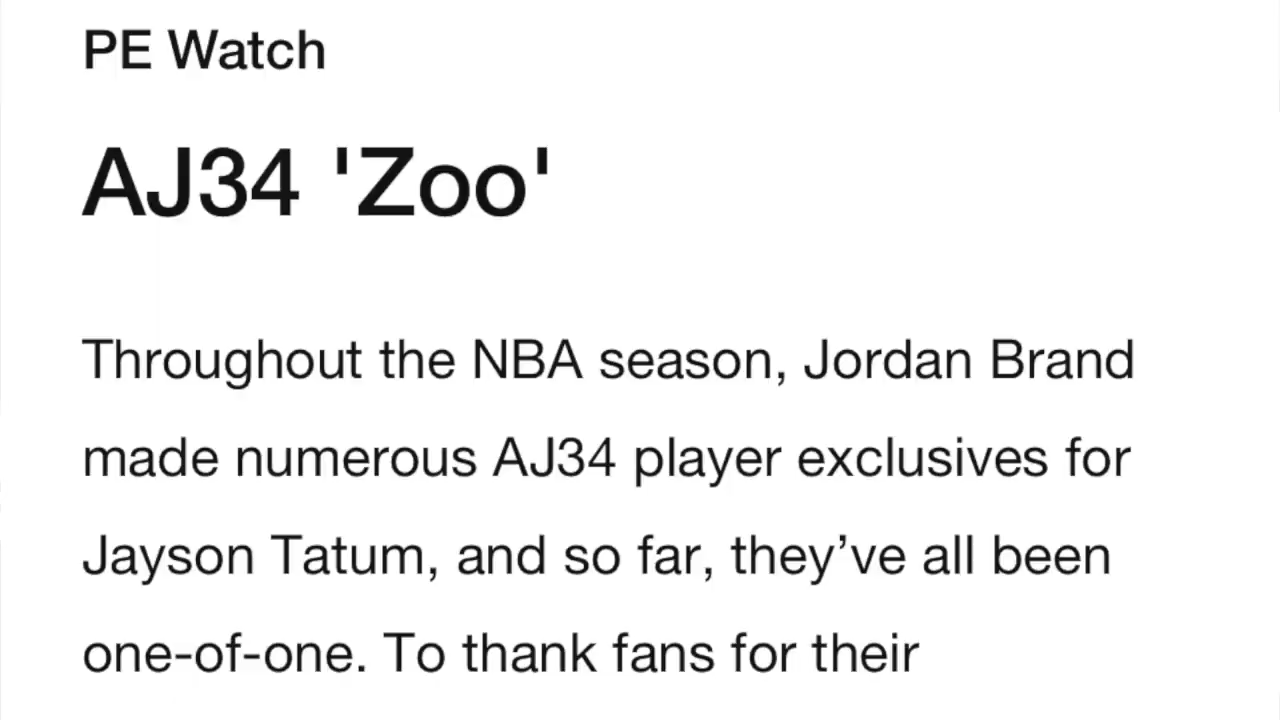 PE Watch
AJ34 'Zoo'
Throughout the NBA season, Jordan Brand
made numerous AJ34 player exclusives for
Jayson Tatum, and so far, they’ve all been
one-of-one. To thank fans for their